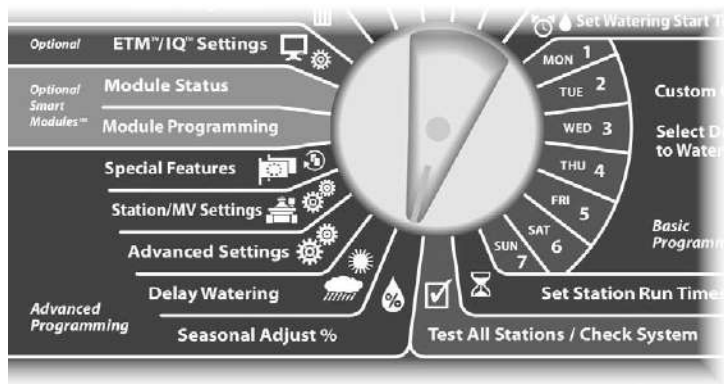 Set Watering Start
Optional
ETM™/IQ™ Settings
Optional
Smart
Modules™
Module Status
Module Programming
Special Features
Station/MV Settings
Advanced Settings
Delay Watering
Seasonal Adjust %
Advanced
Programming
%
MON 1
TUE 2
WED 3
THU 4
FRI 5
SAT 6
SUN 7
Custom
Select
to Water
Basic
Programm
Set Station Run Time
Test All Stations / Check System